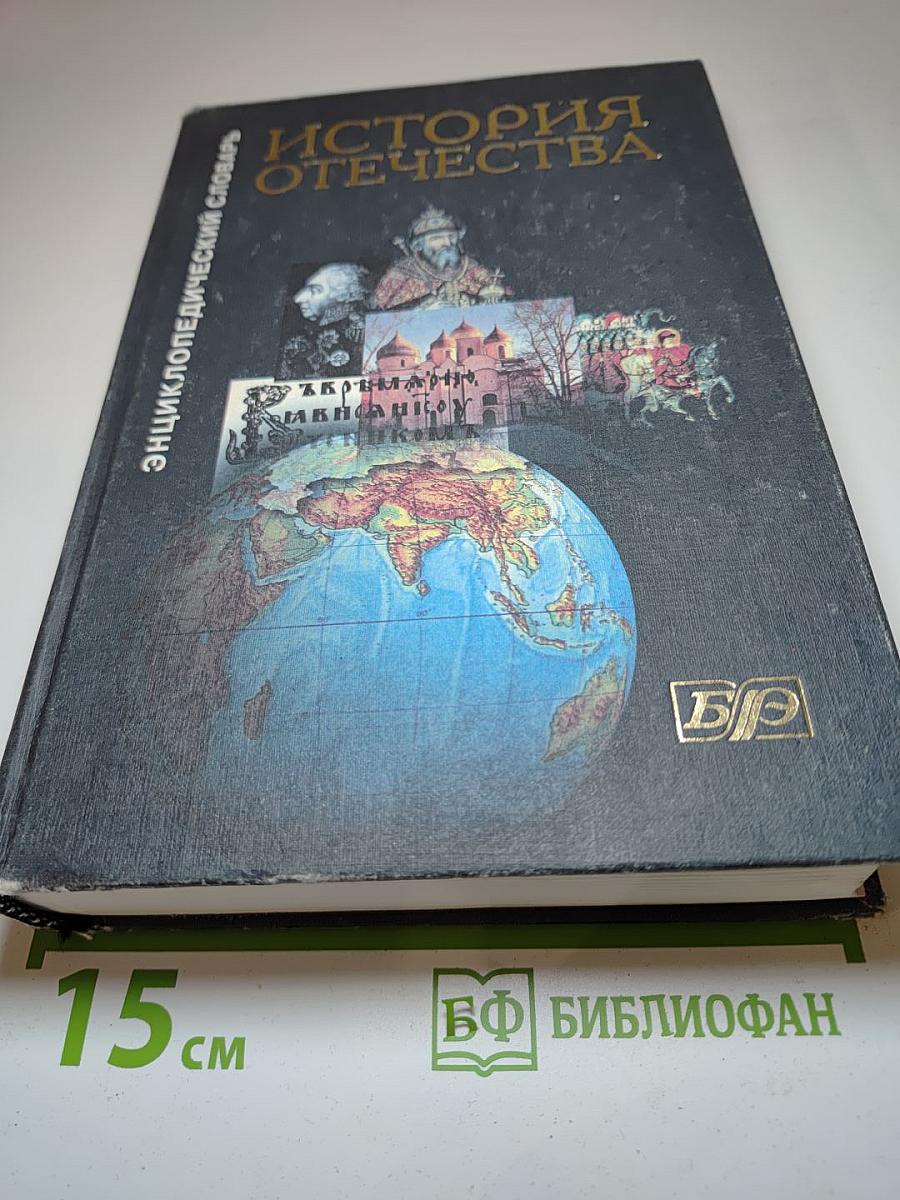 ИСТОРИЯ
ОТЕЧЕСТВА
ЭНЦИКЛОПЕДИЧЕСКИЙ СЛОВАРЬ
БРЭ
15 см
БФ БИБЛИОФАН